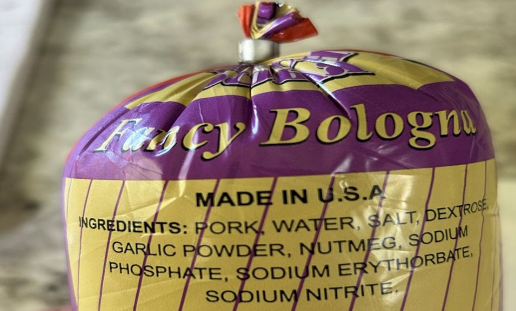 Fancy Bologna
MADE IN U.S.A
INGREDIENTS: PORK, WATER, SALT, DEXTROSE,
GARLIC POWDER, NUTMEG, SODIUM
PHOSPHATE, SODIUM ERYTHORBATE,
SODIUM NITRITE.